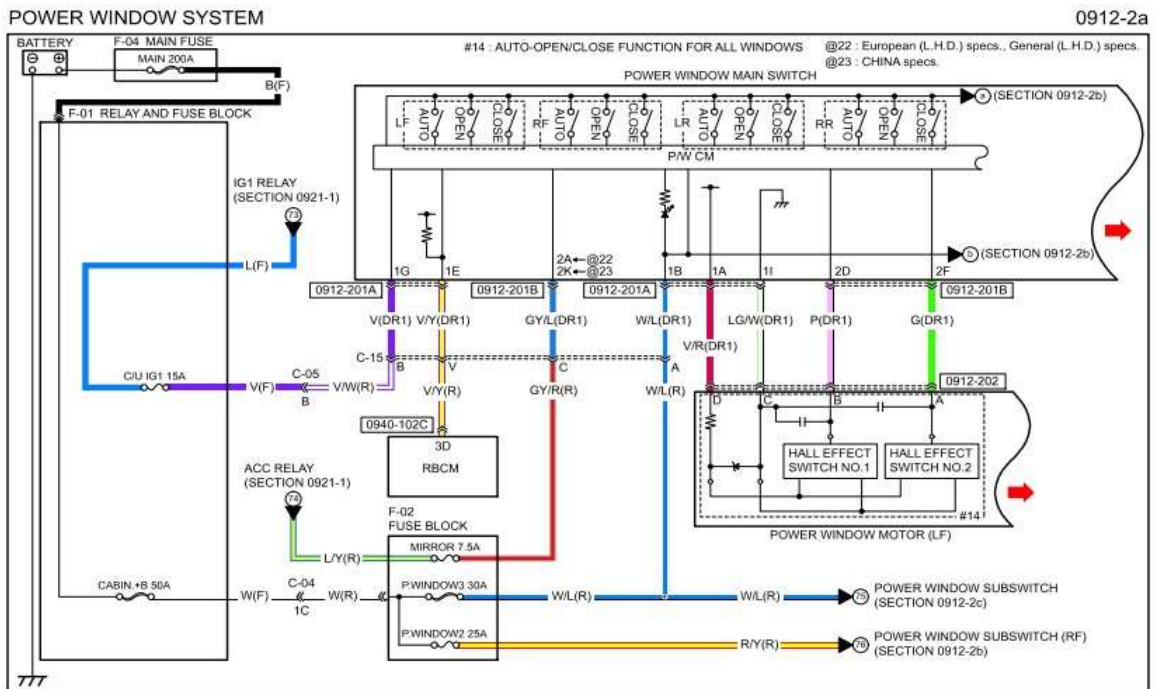 POWER WINDOW SYSTEM
0912-2a
BATTERY
F-04 MAIN FUSE
MAIN 200A
B(F)
#14 : AUTO-OPEN/CLOSE FUNCTION FOR ALL WINDOWS
@22 : European (L.H.D.) specs., General (L.H.D.) specs.
@23 : CHINA specs.
POWER WINDOW MAIN SWITCH
F-01 RELAY AND FUSE BLOCK
LF AUTO OPEN CLOSE
RF AUTO OPEN CLOSE
LR AUTO OPEN CLOSE
RR AUTO OPEN CLOSE
a (SECTION 0912-2b)
P/W CM
IG1 RELAY
(SECTION 0921-1)
73
L(F)
b (SECTION 0912-2b)
2A←@22
2K←@23
1G 1E 1B 1A 1I 2D 2F
0912-201A 0912-201B 0912-201A 0912-201B
V(DR1) V/Y(DR1) GY/L(DR1) W/L(DR1) LG/W(DR1) P(DR1) G(DR1)
V/R(DR1)
C-15 B V C A
C/U IG1 15A
V(F)
C-05
B
V/W(R)
V/Y(R) GY/R(R) W/L(R)
0912-202
D C B A
0940-102C
3D
RBCM
HALL EFFECT
SWITCH NO.1
HALL EFFECT
SWITCH NO.2
#14
POWER WINDOW MOTOR (LF)
ACC RELAY
(SECTION 0921-1)
74
L/Y(R)
F-02
FUSE BLOCK
MIRROR 7.5A
CABIN.+B 50A
W(F)
C-04
1C
W(R)
P.WINDOW3 30A
W/L(R)
W/L(R)
75
POWER WINDOW SUBSWITCH
(SECTION 0912-2c)
P.WINDOW2 25A
R/Y(R)
76
POWER WINDOW SUBSWITCH (RF)
(SECTION 0912-2b)